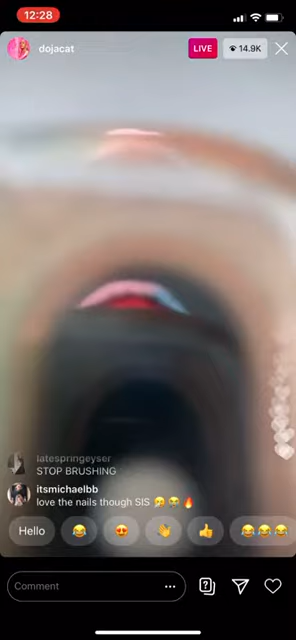 12:28
dojacat
LIVE
14.9K
latespringeyser
STOP BRUSHING
itsmichaelbb
love the nails though SIS
Hello
Comment